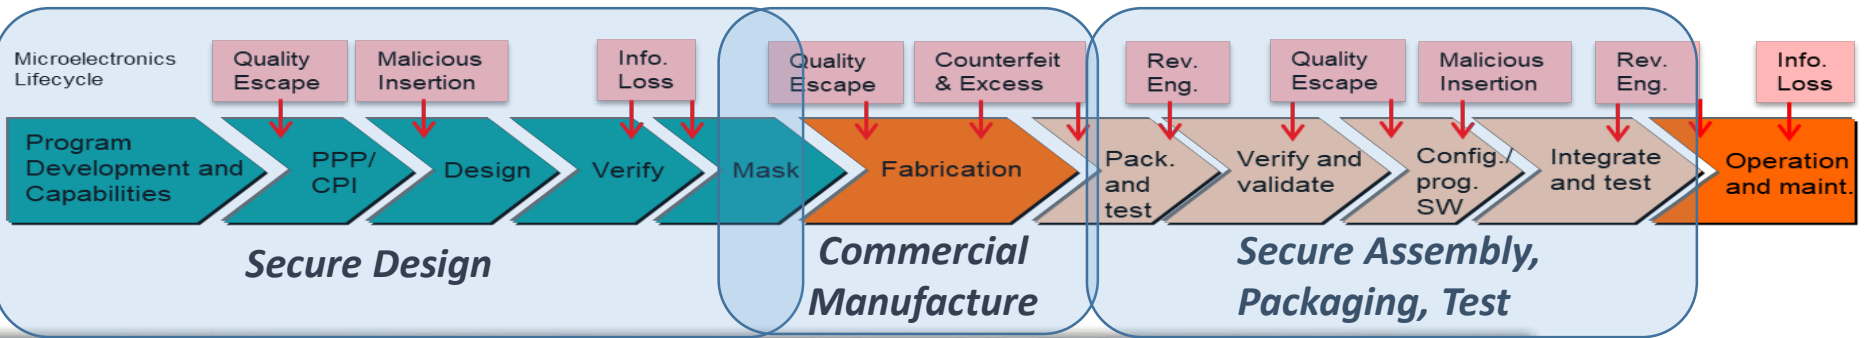 Microelectronics
Lifecycle
Quality
Escape
Malicious
Insertion
Info.
Loss
Quality
Escape
Counterfeit
& Excess
Rev.
Eng.
Quality
Escape
Malicious
Insertion
Rev.
Eng.
Info.
Loss
Program
Development and
Capabilities
PPP/
CPI
Design
Verify
Mask
Fabrication
Pack.
and
test
Verify and
validate
Config./
prog.
SW
Integrate
and test
Operation
and maint.
Secure Design
Commercial
Manufacture
Secure Assembly,
Packaging, Test